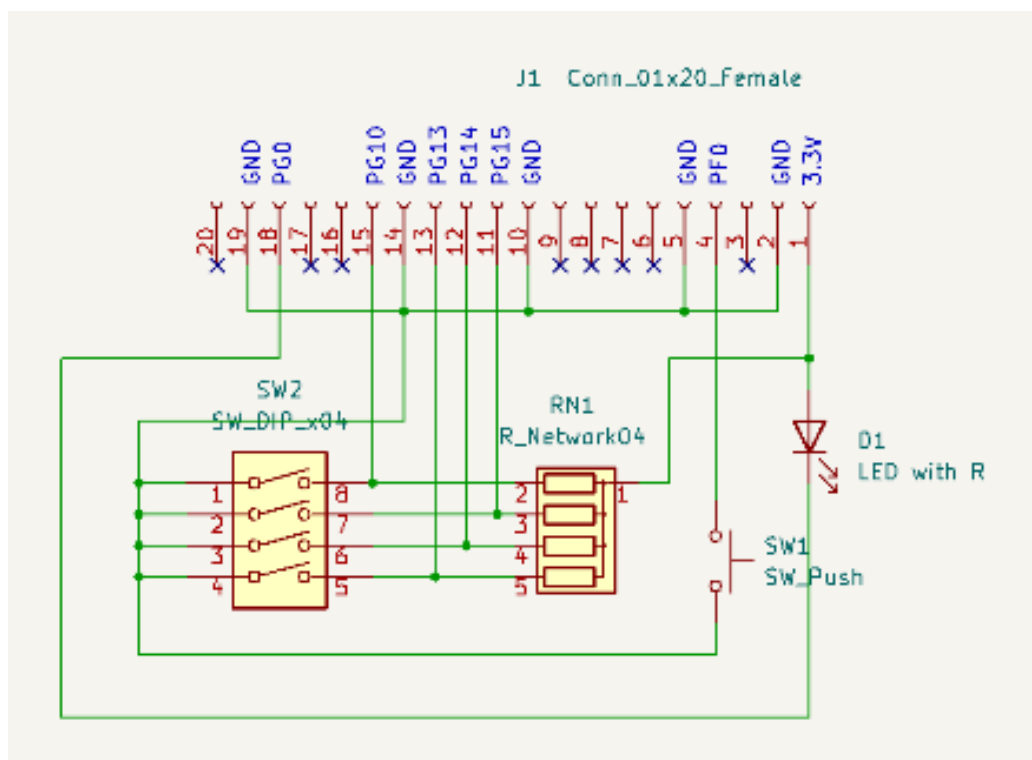 J1 Conn_01x20_Female
GND
PG0
PG10
GND
PG13
PG14
PG15
GND
GND
PF0
GND
3.3V
20
19
18
17
16
15
14
13
12
11
10
9
8
7
6
5
4
3
2
1
SW2
SW_DIP_x04
RN1
R_Network04
D1
LED with R
1
8
2
7
3
6
4
5
2
1
3
4
5
SW1
SW_Push